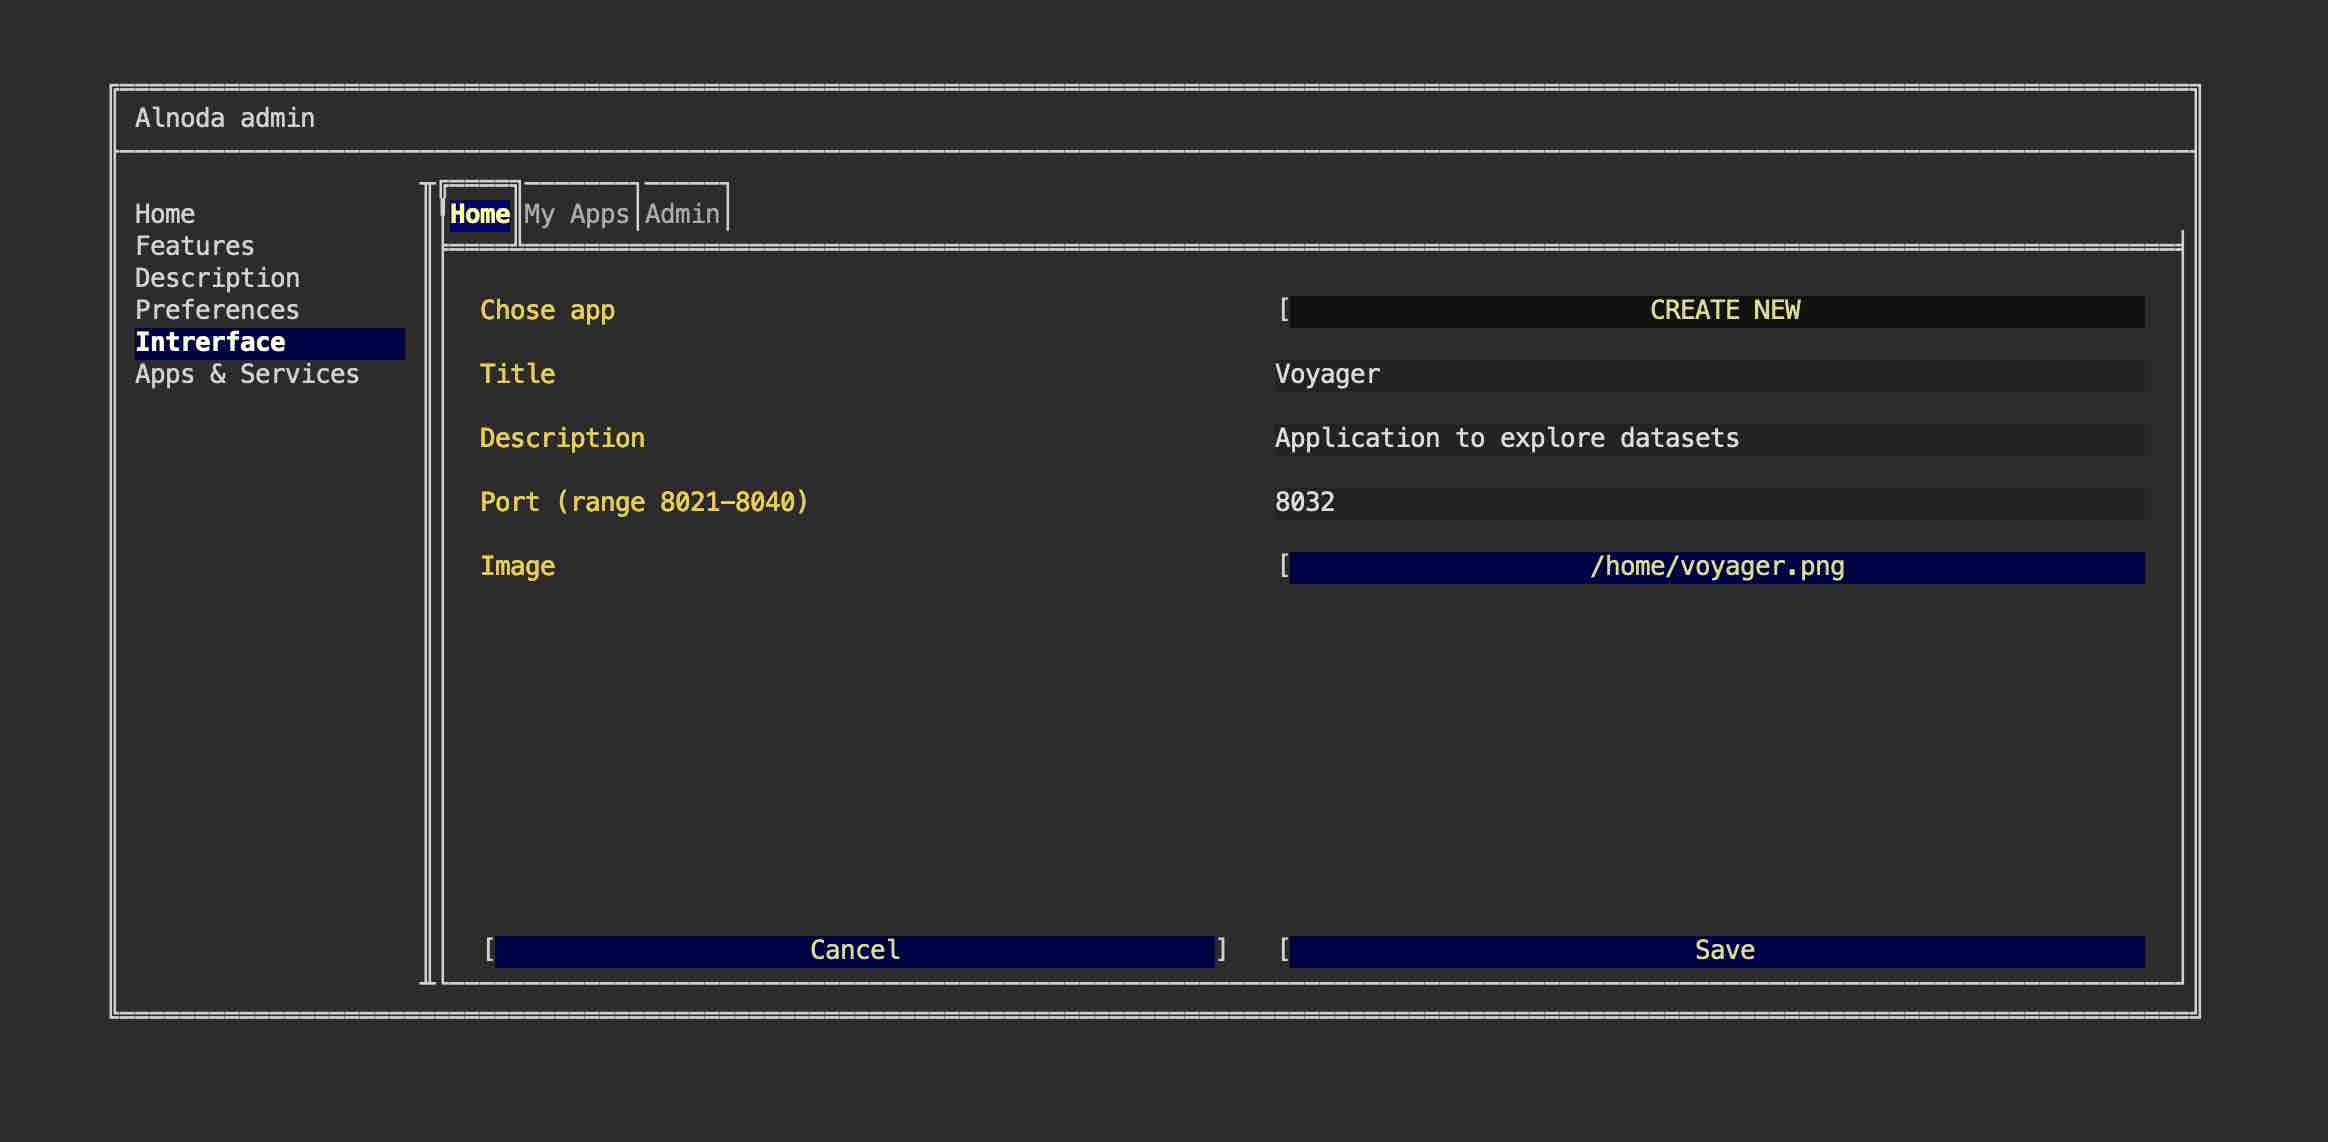 Alnoda admin
Home
Features
Description
Preferences
Intrerface
Apps & Services
Home My Apps Admin
Chose app [ CREATE NEW
Title Voyager
Description Application to explore datasets
Port (range 8021-8040) 8032
Image [ /home/voyager.png
[ Cancel ] [ Save